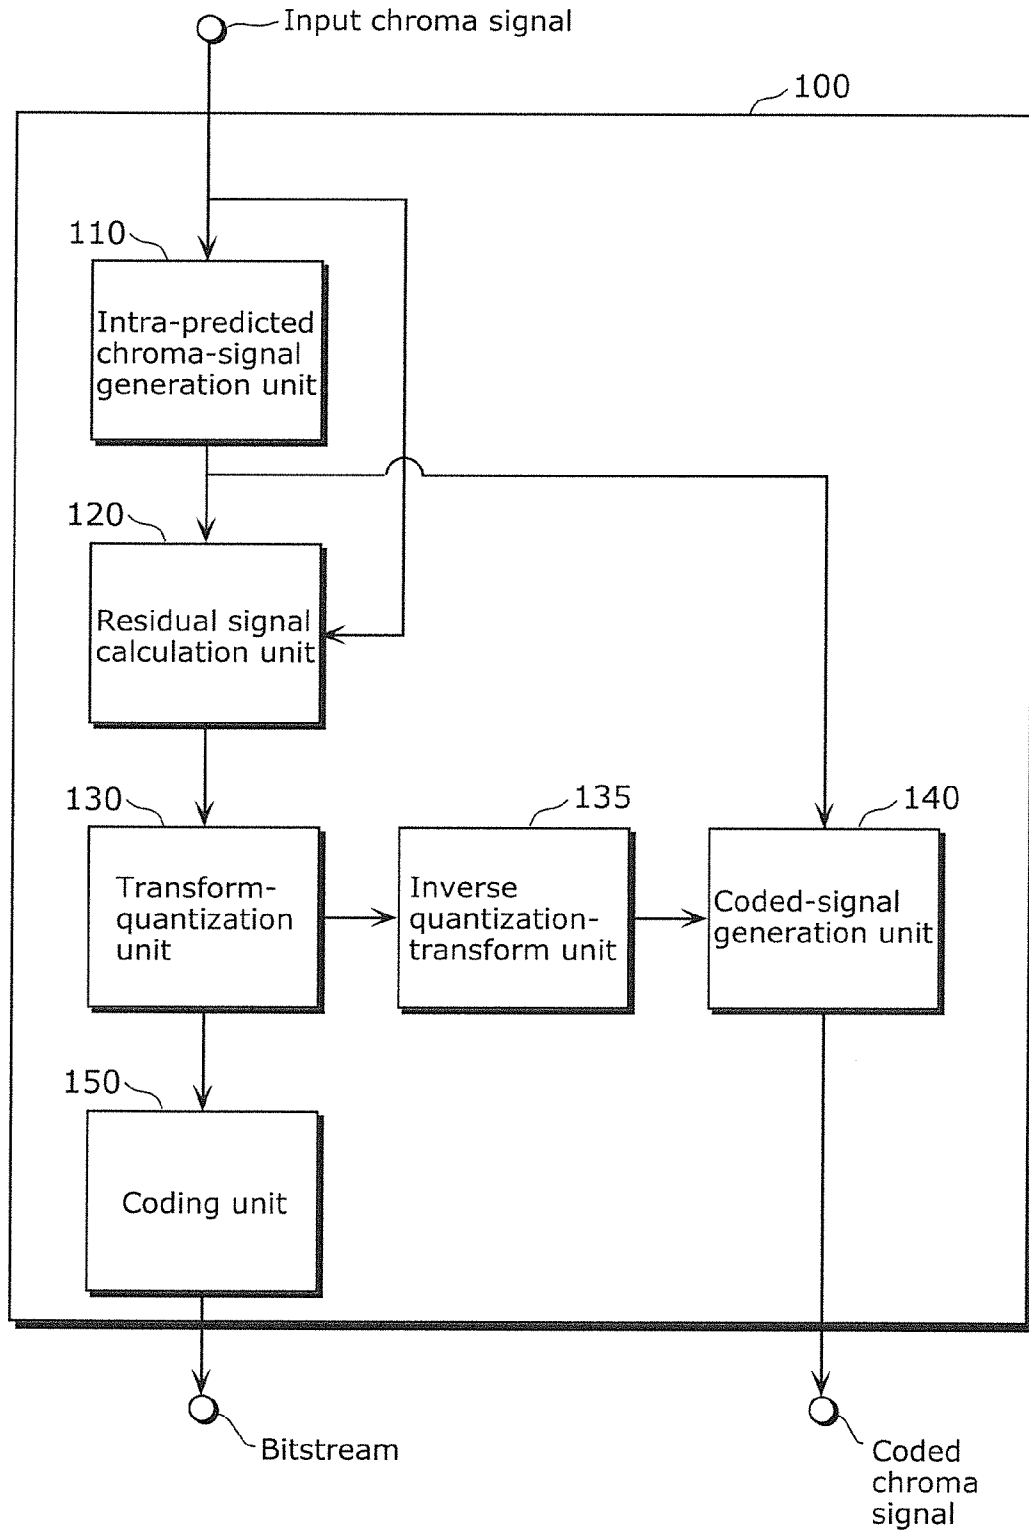 Input chroma signal
100
110
Intra-predicted
chroma-signal
generation unit
120
Residual signal
calculation unit
130
Transform-
quantization
unit
135
Inverse
quantization-
transform unit
140
Coded-signal
generation unit
150
Coding unit
Bitstream
Coded
chroma
signal